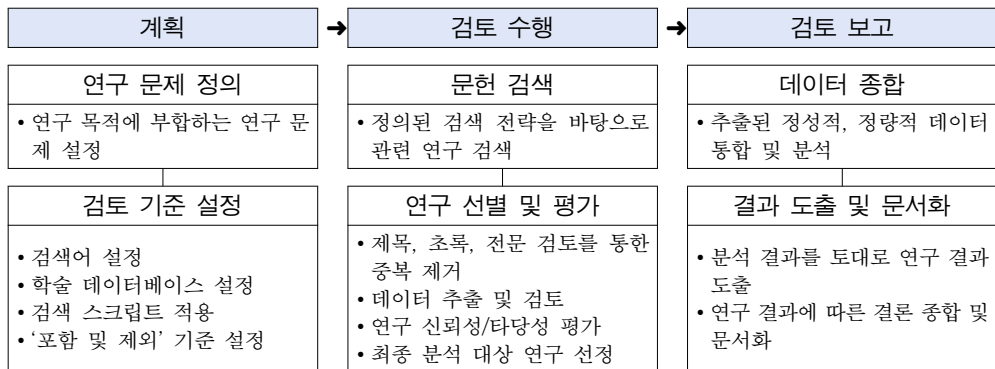 계획
➔
검토 수행
➔
검토 보고
연구 문제 정의
• 연구 목적에 부합하는 연구 문
제 설정
검토 기준 설정
• 검색어 설정
• 학술 데이터베이스 설정
• 검색 스크립트 적용
• ‘포함 및 제외’ 기준 설정
문헌 검색
• 정의된 검색 전략을 바탕으로
관련 연구 검색
연구 선별 및 평가
• 제목, 초록, 전문 검토를 통한
중복 제거
• 데이터 추출 및 검토
• 연구 신뢰성/타당성 평가
• 최종 분석 대상 연구 선정
데이터 종합
• 추출된 정성적, 정량적 데이터
통합 및 분석
결과 도출 및 문서화
• 분석 결과를 토대로 연구 결과
도출
• 연구 결과에 따른 결론 종합 및
문서화